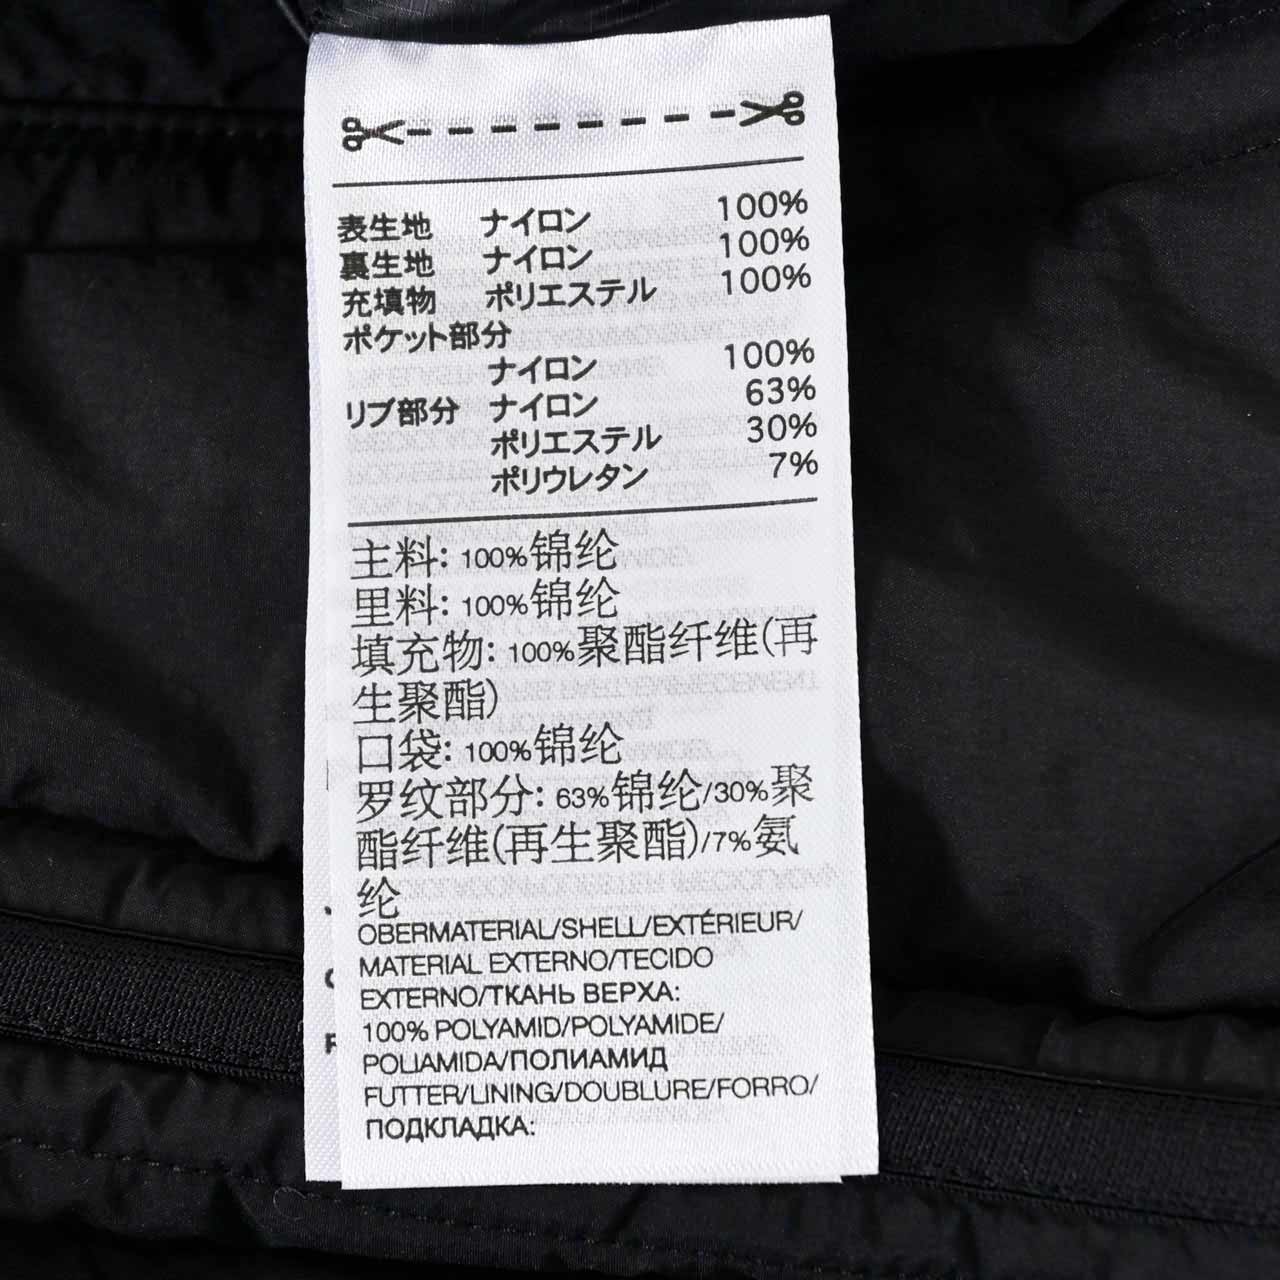 表生地 ナイロン 100%
裏生地 ナイロン 100%
充填物 ポリエステル 100%
ポケット部分
ナイロン 100%
リブ部分 ナイロン 63%
ポリエステル 30%
ポリウレタン 7%
主料: 100%锦纶
里料: 100%锦纶
填充物: 100%聚酯纤维(再
生聚酯)
口袋: 100%锦纶
罗纹部分: 63%锦纶/30%聚
酯纤维(再生聚酯)/7%氨
纶
OBERMATERIAL/SHELL/EXTÉRIEUR/
MATERIAL EXTERNO/TECIDO
EXTERNO/ТКАНЬ ВЕРХА:
100% POLYAMID/POLYAMIDE/
POLIAMIDA/ПОЛИАМИД
FUTTER/LINING/DOUBLURE/FORRO/
ПОДКЛАДКА: